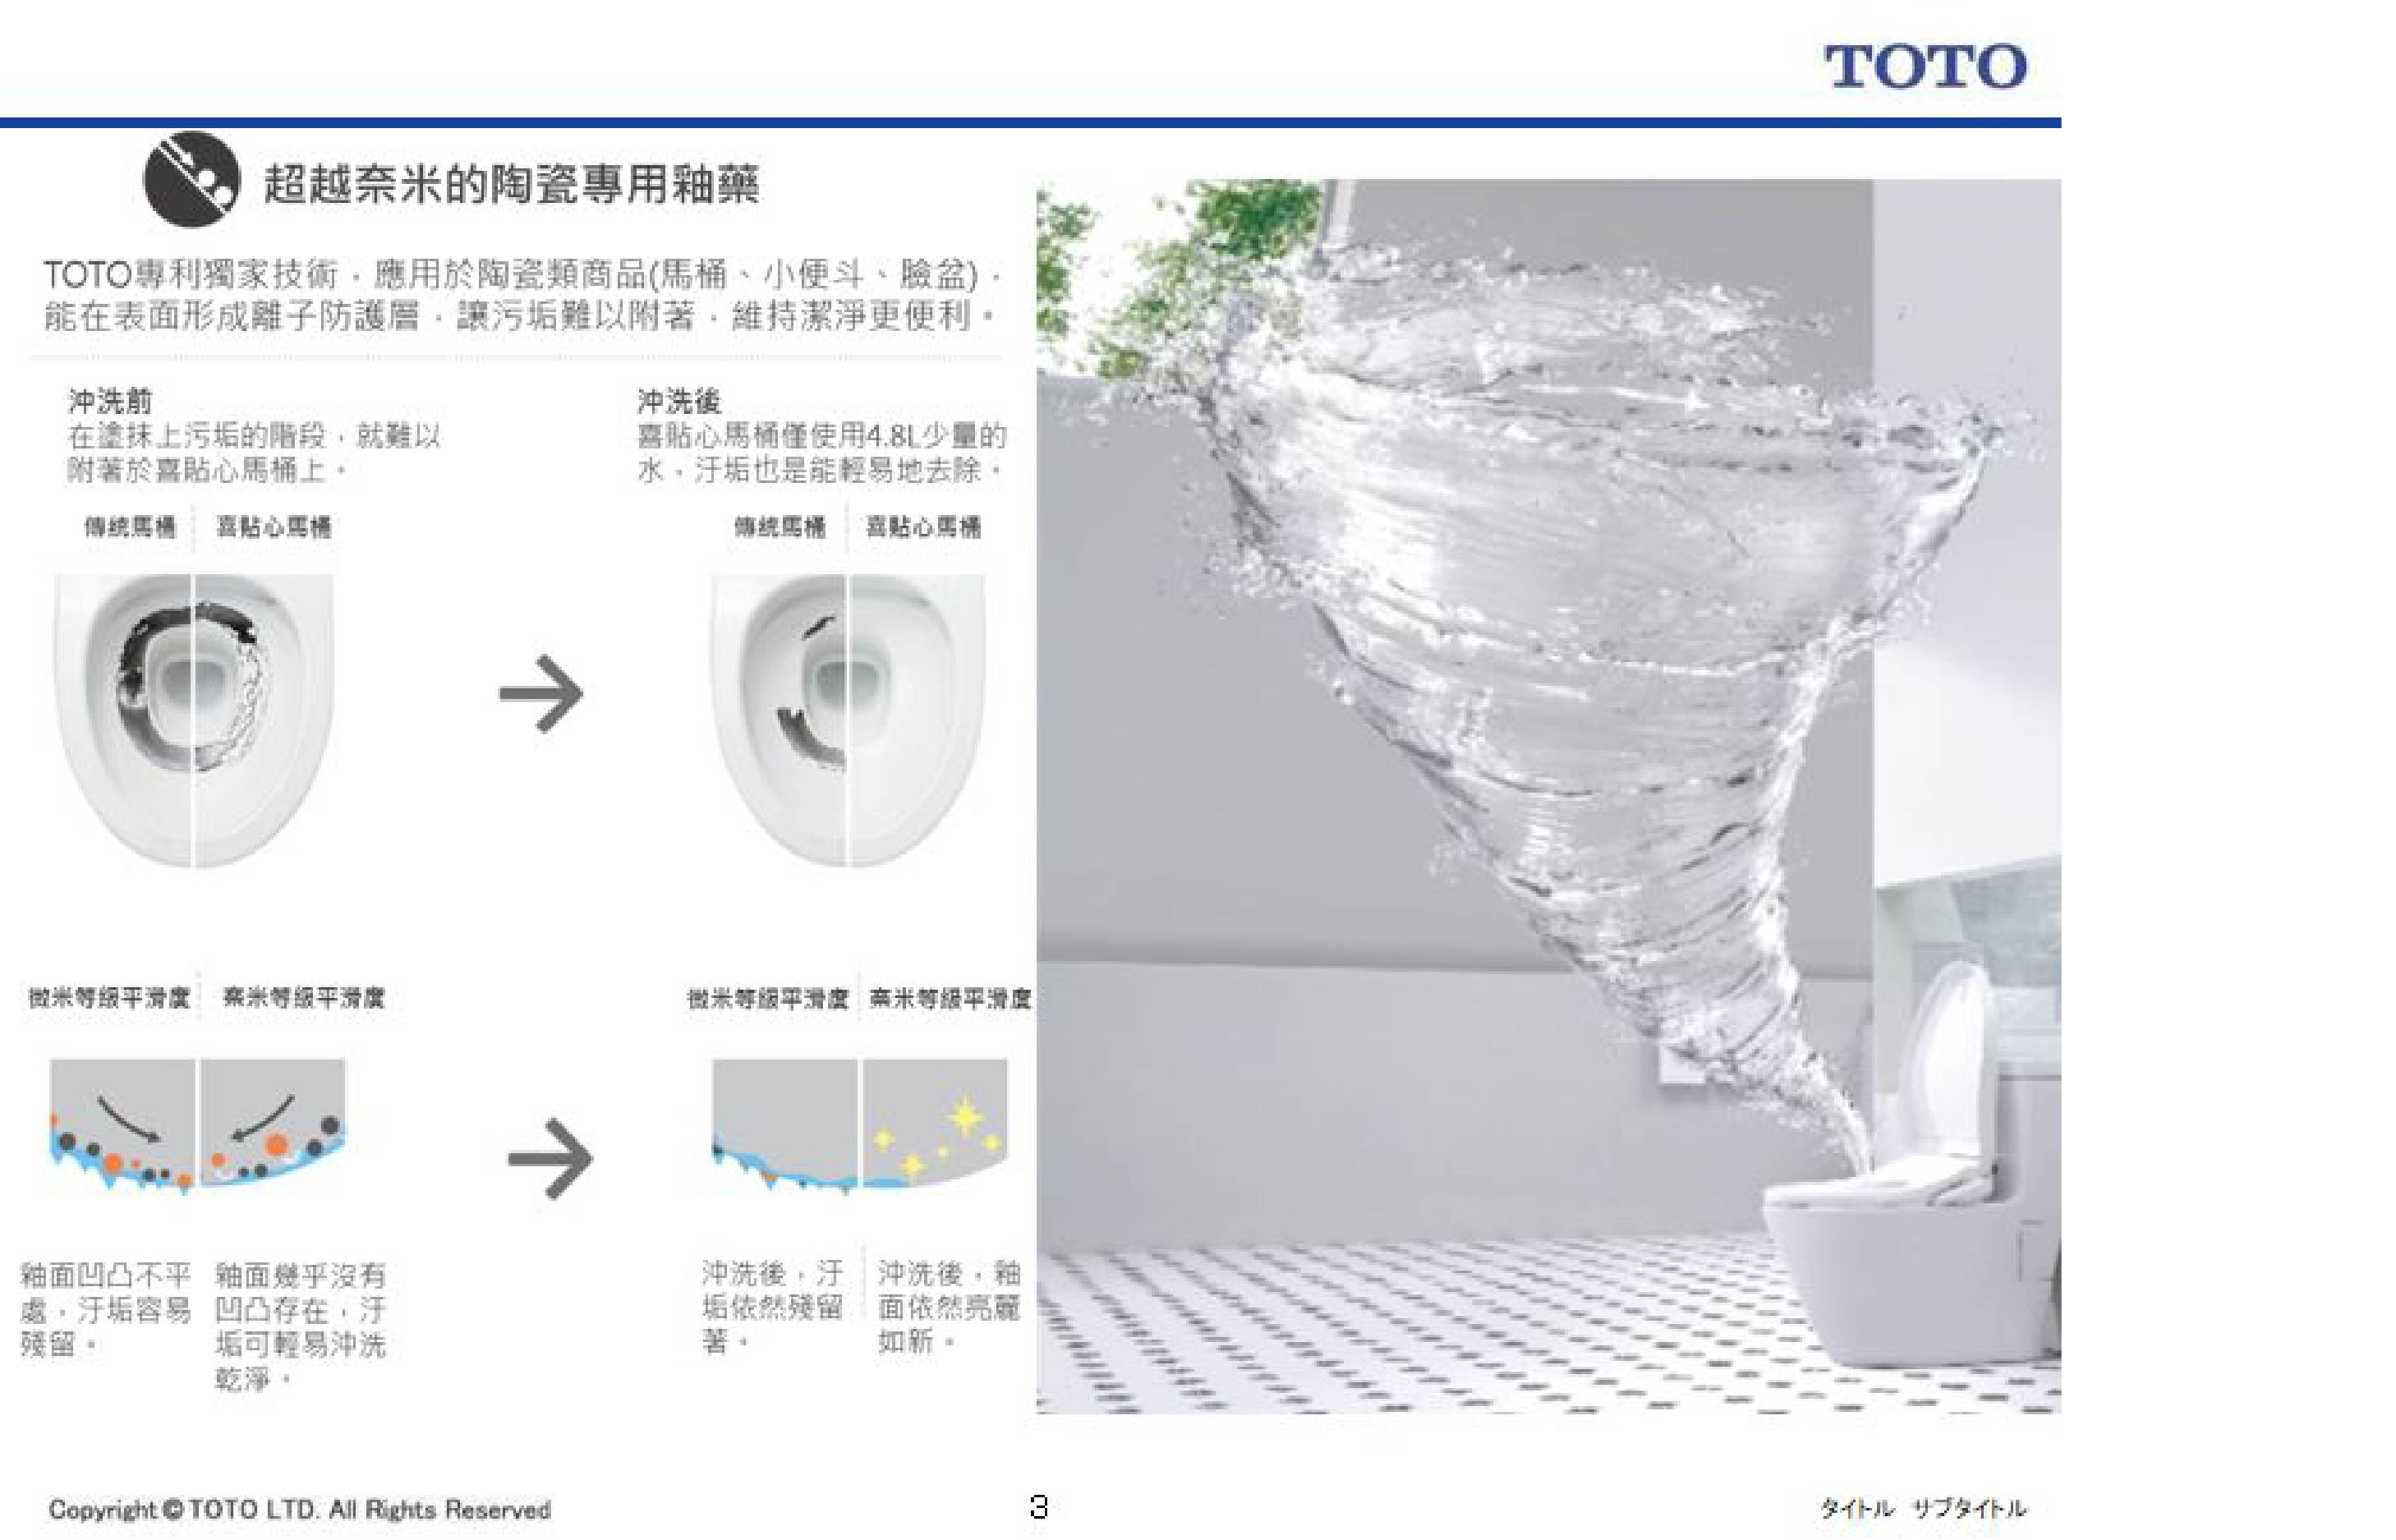 TOTO
超越奈米的陶瓷專用釉藥
TOTO專利獨家技術，應用於陶瓷類商品(馬桶、小便斗、臉盆)，
能在表面形成離子防護層，讓污垢難以附著，維持潔淨更便利。
沖洗前
在塗抹上污垢的階段，就難以
附著於喜貼心馬桶上。
沖洗後
喜貼心馬桶僅使用4.8L少量的
水，汙垢也是能輕易地去除。
傳統馬桶 喜貼心馬桶
傳統馬桶 喜貼心馬桶
微米等級平滑度 奈米等級平滑度
微米等級平滑度 奈米等級平滑度
釉面凹凸不平
處，汙垢容易
殘留。
釉面幾乎沒有
凹凸存在，汙
垢可輕易沖洗
乾淨。
沖洗後，汙
垢依然殘留
著。
沖洗後，釉
面依然亮麗
如新。
Copyright © TOTO LTD. All Rights Reserved
3
タイトル サブタイトル